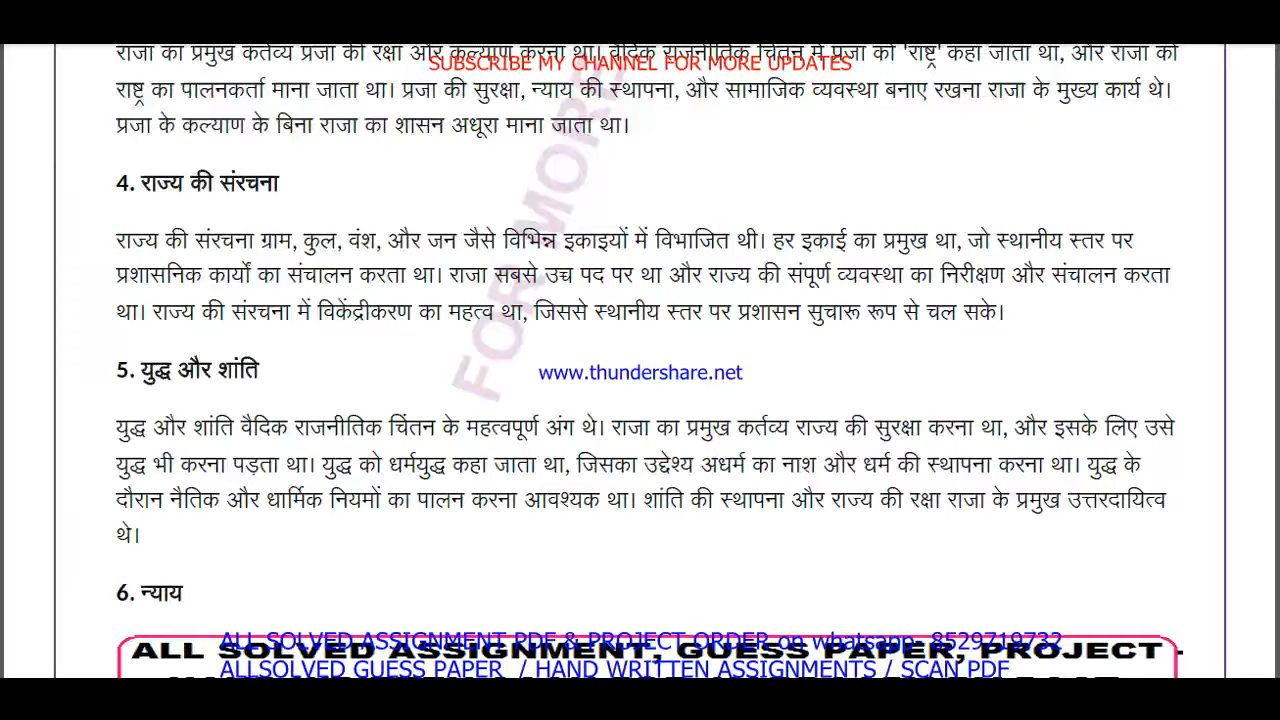 राजा का प्रमुख कर्तव्य प्रजा की रक्षा और कल्याण करना था। वैदिक राजनीतिक चिंतन में प्रजा को 'राष्ट्र' कहा जाता था, और राजा को
SUBSCRIBE MY CHANNEL FOR MORE UPDATES
राष्ट्र का पालनकर्ता माना जाता था। प्रजा की सुरक्षा, न्याय की स्थापना, और सामाजिक व्यवस्था बनाए रखना राजा के मुख्य कार्य थे।
प्रजा के कल्याण के बिना राजा का शासन अधूरा माना जाता था।
FOR MORE
4. राज्य की संरचना
राज्य की संरचना ग्राम, कुल, वंश, और जन जैसे विभिन्न इकाइयों में विभाजित थी। हर इकाई का प्रमुख था, जो स्थानीय स्तर पर
प्रशासनिक कार्यों का संचालन करता था। राजा सबसे उच्च पद पर था और राज्य की संपूर्ण व्यवस्था का निरीक्षण और संचालन करता
था। राज्य की संरचना में विकेंद्रीकरण का महत्व था, जिससे स्थानीय स्तर पर प्रशासन सुचारू रूप से चल सके।
5. युद्ध और शांति
www.thundershare.net
युद्ध और शांति वैदिक राजनीतिक चिंतन के महत्वपूर्ण अंग थे। राजा का प्रमुख कर्तव्य राज्य की सुरक्षा करना था, और इसके लिए उसे
युद्ध भी करना पड़ता था। युद्ध को धर्मयुद्ध कहा जाता था, जिसका उद्देश्य अधर्म का नाश और धर्म की स्थापना करना था। युद्ध के
दौरान नैतिक और धार्मिक नियमों का पालन करना आवश्यक था। शांति की स्थापना और राज्य की रक्षा राजा के प्रमुख उत्तरदायित्व
थे।
6. न्याय
ALL SOLVED ASSIGNMENT PDF & PROJECT ORDER on whatsapp- 8529719732
ALL SOLVED ASSIGNMENT, GUESS PAPER, PROJECT -
ALLSOLVED GUESS PAPER / HAND WRITTEN ASSIGNMENTS / SCAN PDF